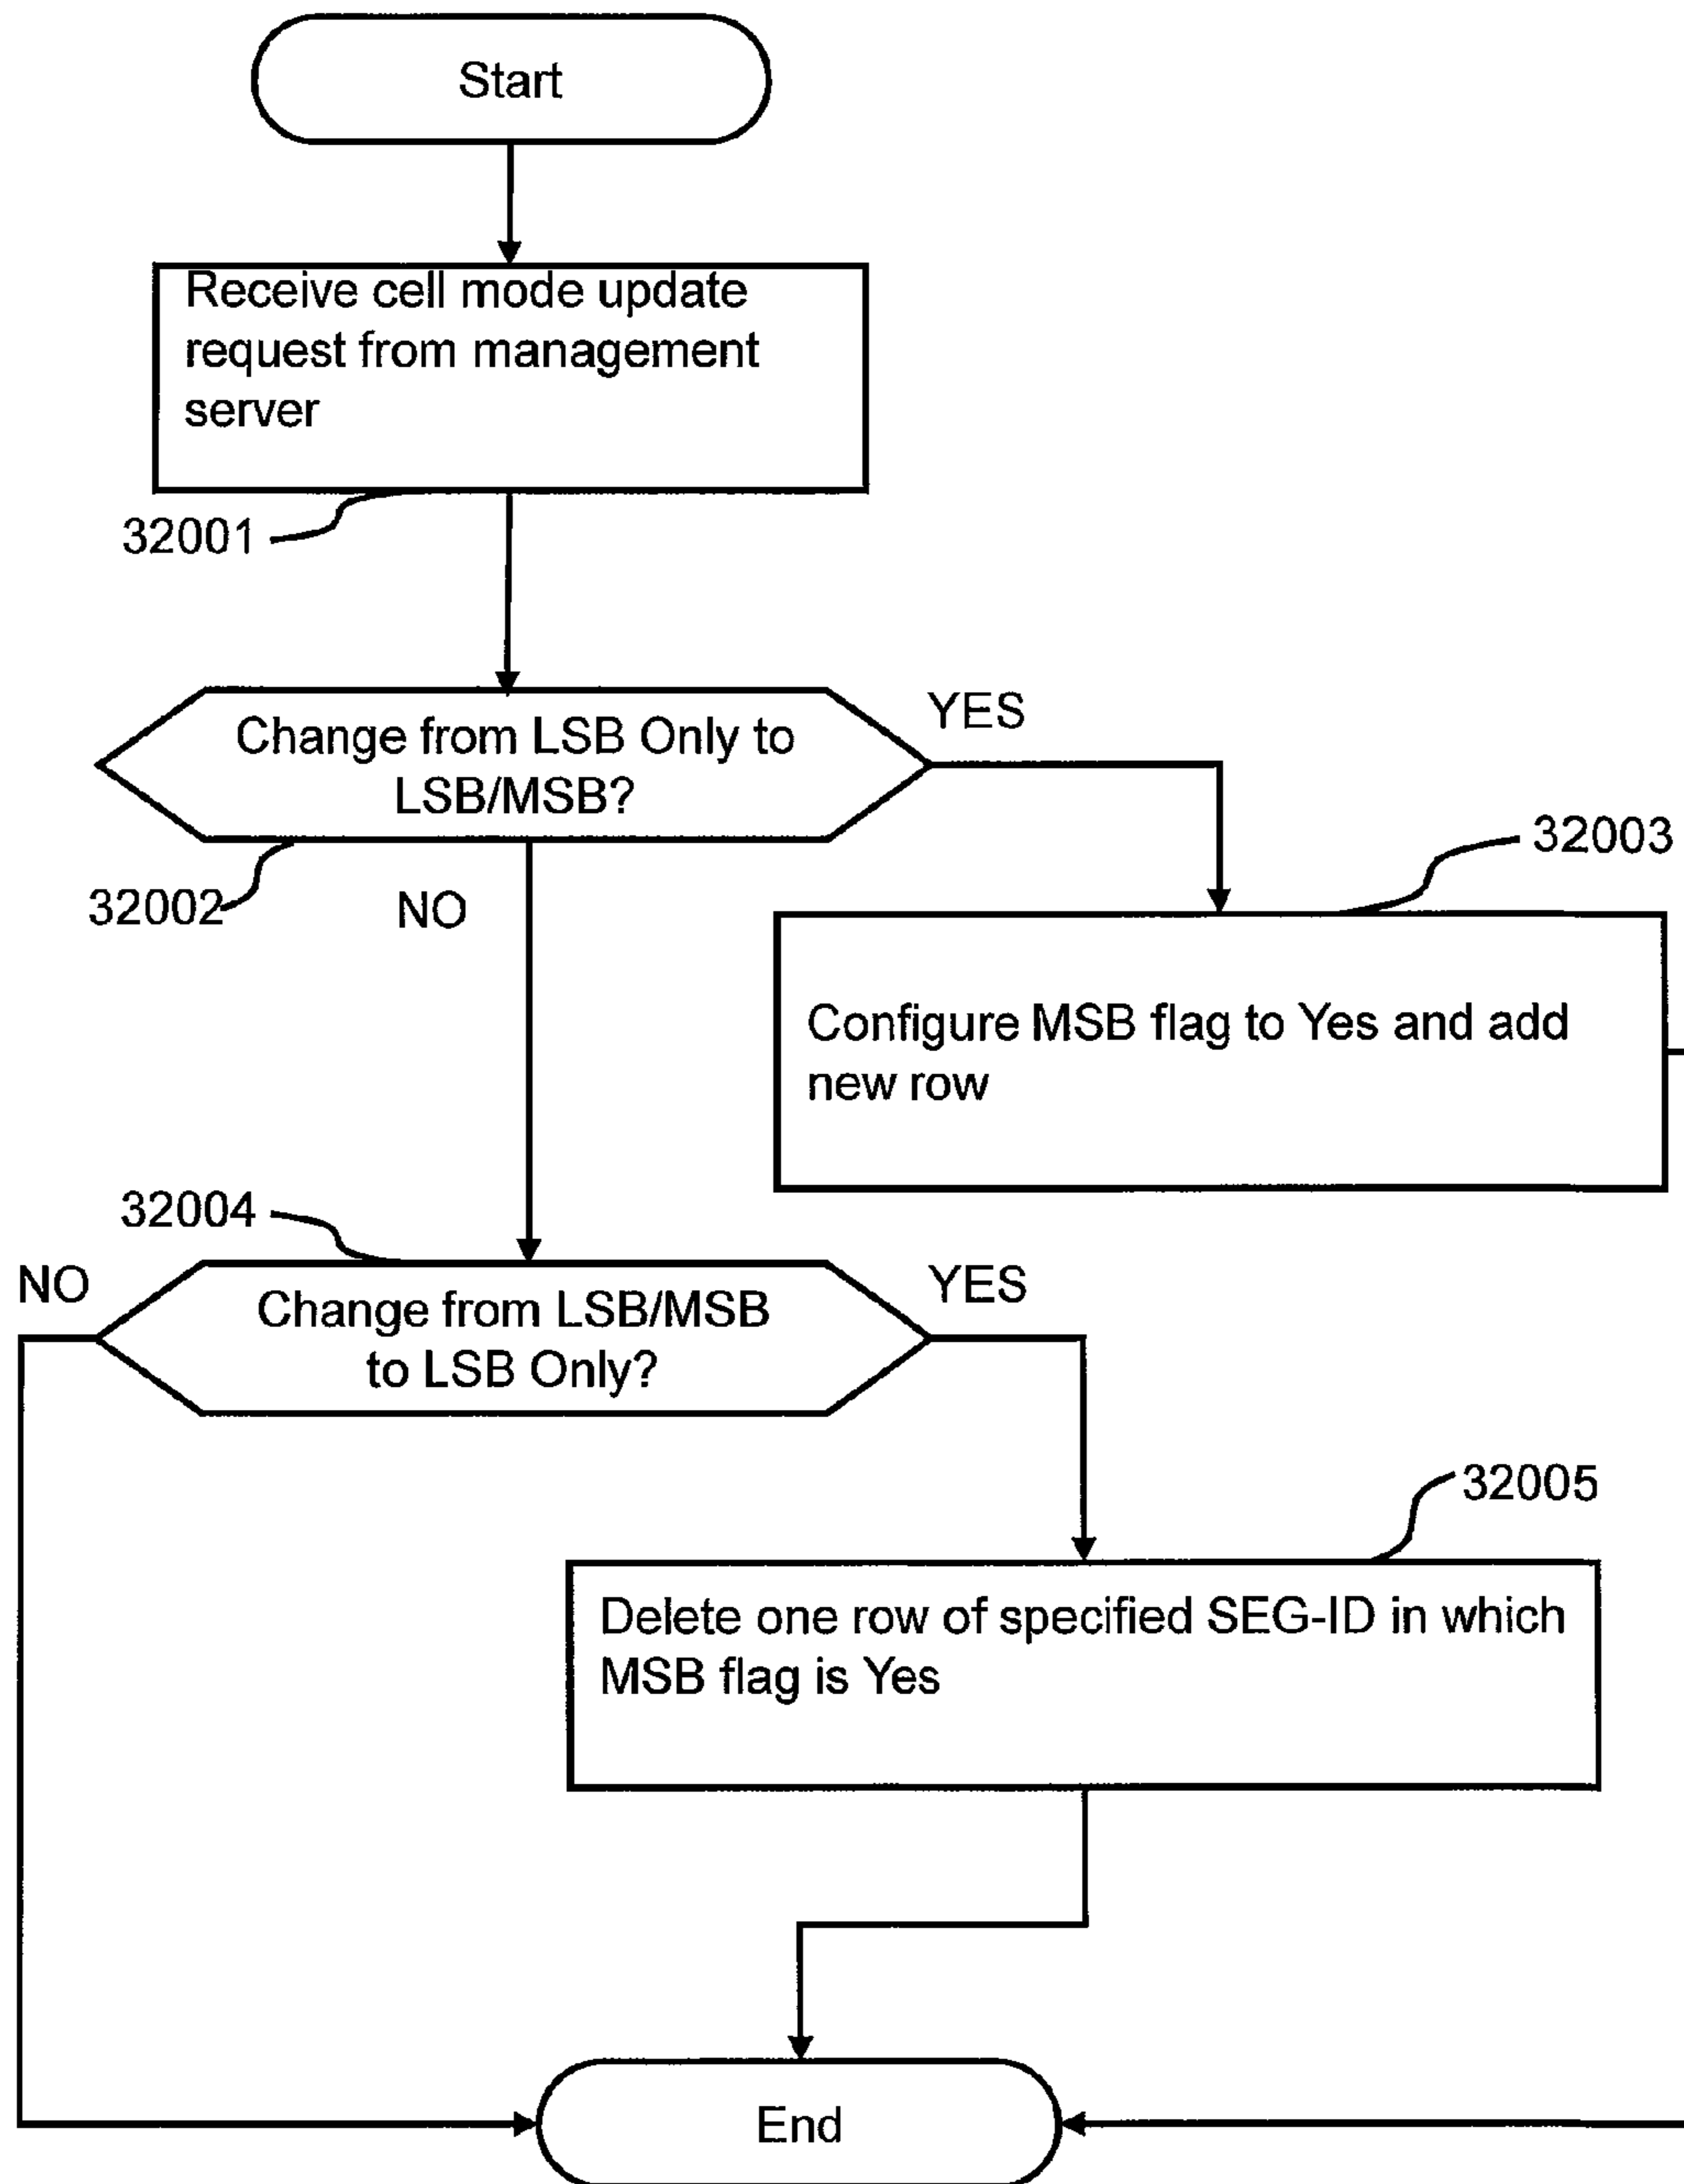 Start
Receive cell mode update
request from management
server
32001
Change from LSB Only to
LSB/MSB?
YES
32002
NO
32003
Configure MSB flag to Yes and add
new row
32004
NO
Change from LSB/MSB
to LSB Only?
YES
32005
Delete one row of specified SEG-ID in which
MSB flag is Yes
End